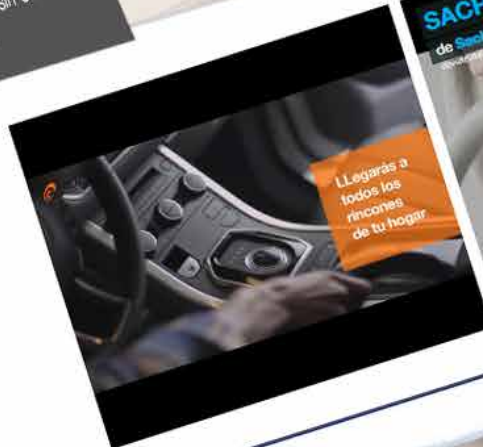 SACH
de Sach
LLegarás a
todos los
rincones
de tu hogar